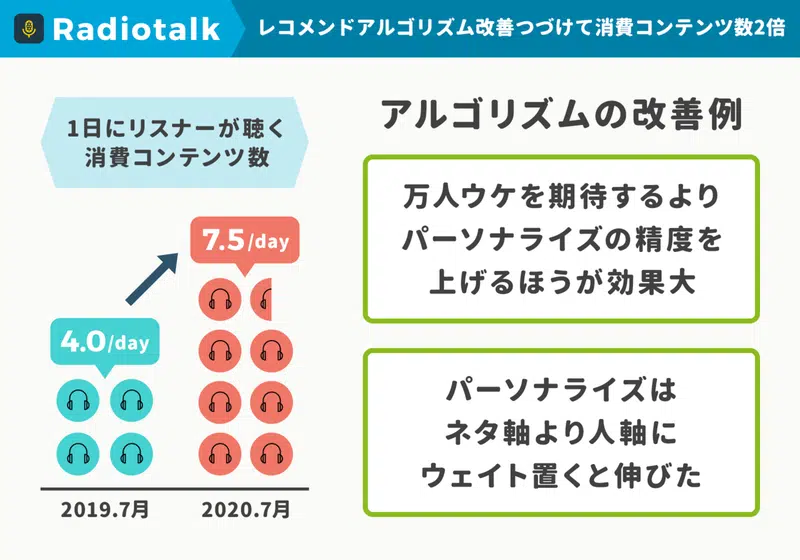 Radiotalk
レコメンドアルゴリズム改善つづけて消費コンテンツ数2倍
1日にリスナーが聴く
消費コンテンツ数
7.5/day
4.0/day
2019.7月
2020.7月
アルゴリズムの改善例
万人ウケを期待するより
パーソナライズの精度を
上げるほうが効果大
パーソナライズは
ネタ軸より人軸に
ウェイト置くと伸びた